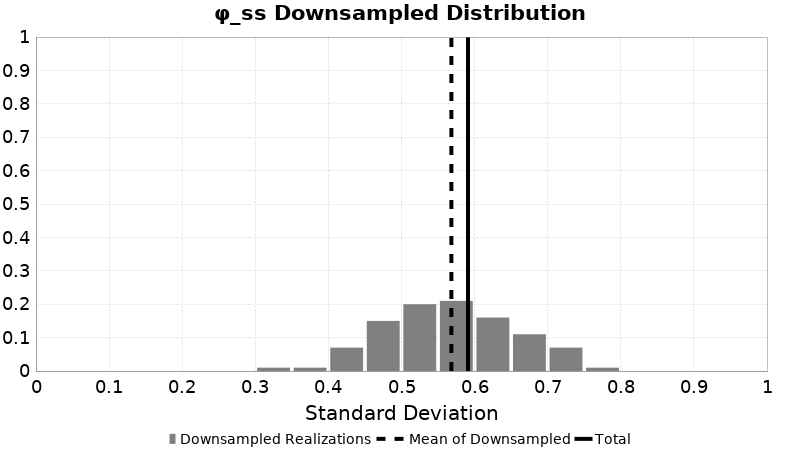 φ_ss Downsampled Distribution
1
0.9
0.8
0.7
0.6
0.5
0.4
0.3
0.2
0.1
0
0 0.1 0.2 0.3 0.4 0.5 0.6 0.7 0.8 0.9 1
Standard Deviation
Downsampled Realizations Mean of Downsampled Total